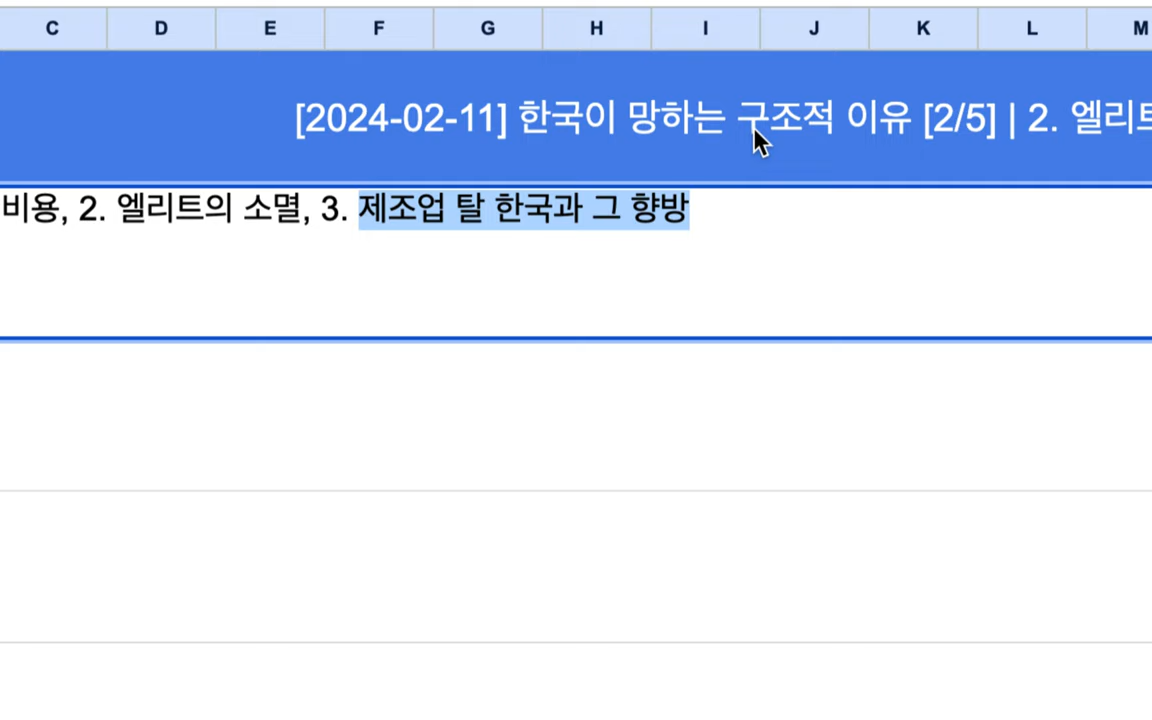 C D E F G H I J K L M
[2024-02-11] 한국이 망하는 구조적 이유 [2/5] | 2. 엘리트
비용, 2. 엘리트의 소멸, 3. 제조업 탈 한국과 그 향방